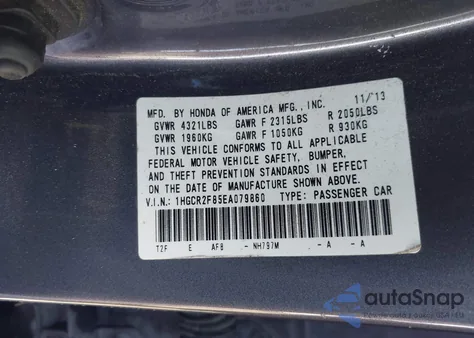 MFD. BY HONDA OF AMERICA MFG., INC. 11/13
GVWR 4321LBS GAWR F 2315LBS R 2050LBS
GVWR 1960KG GAWR F 1050KG R 930KG
THIS VEHICLE CONFORMS TO ALL APPLICABLE
FEDERAL MOTOR VEHICLE SAFETY, BUMPER,
AND THEFT PREVENTION STANDARDS IN EFFECT
ON THE DATE OF MANUFACTURE SHOWN ABOVE.
V.I.N.: 1HGCR2F85EA079860 TYPE: PASSENGER CAR
T2F E AF8 - NH797M - A - A
autoSnap